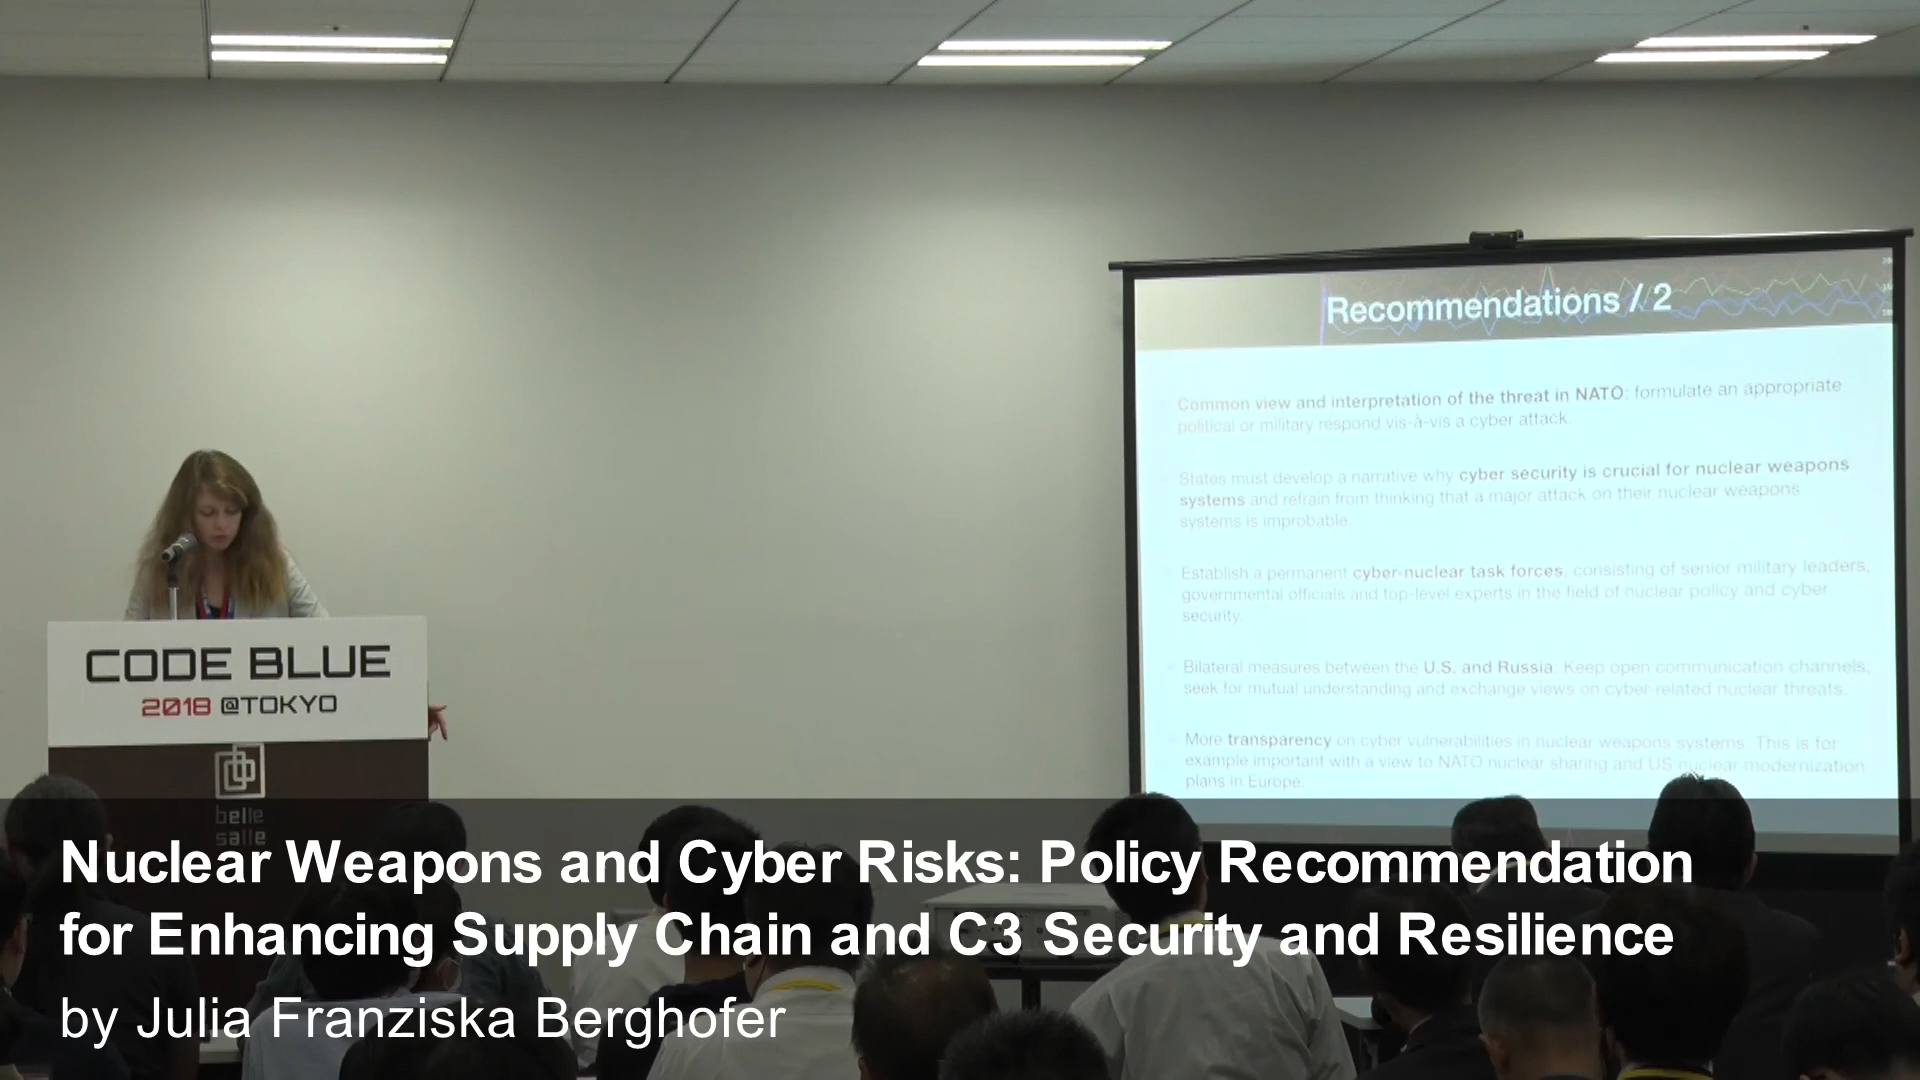 Recommendations / 2
Common view and interpretation of the threat in NATO: formulate an appropriate
political or military respond vis-à-vis a cyber attack.
States must develop a narrative why cyber security is crucial for nuclear weapons
systems and refrain from thinking that a major attack on their nuclear weapons
systems is improbable.
Establish a permanent cyber-nuclear task forces, consisting of senior military leaders,
governmental officials and top-level experts in the field of nuclear policy and cyber
security.
Bilateral measures between the U.S. and Russia: Keep open communication channels,
seek for mutual understanding and exchange views on cyber-related nuclear threats.
More transparency on cyber vulnerabilities in nuclear weapons systems. This is for
example important with a view to NATO nuclear sharing and US nuclear modernization
plans in Europe.
CODE BLUE
2018 @TOKYO
belle
salle
Nuclear Weapons and Cyber Risks: Policy Recommendation
for Enhancing Supply Chain and C3 Security and Resilience
by Julia Franziska Berghofer